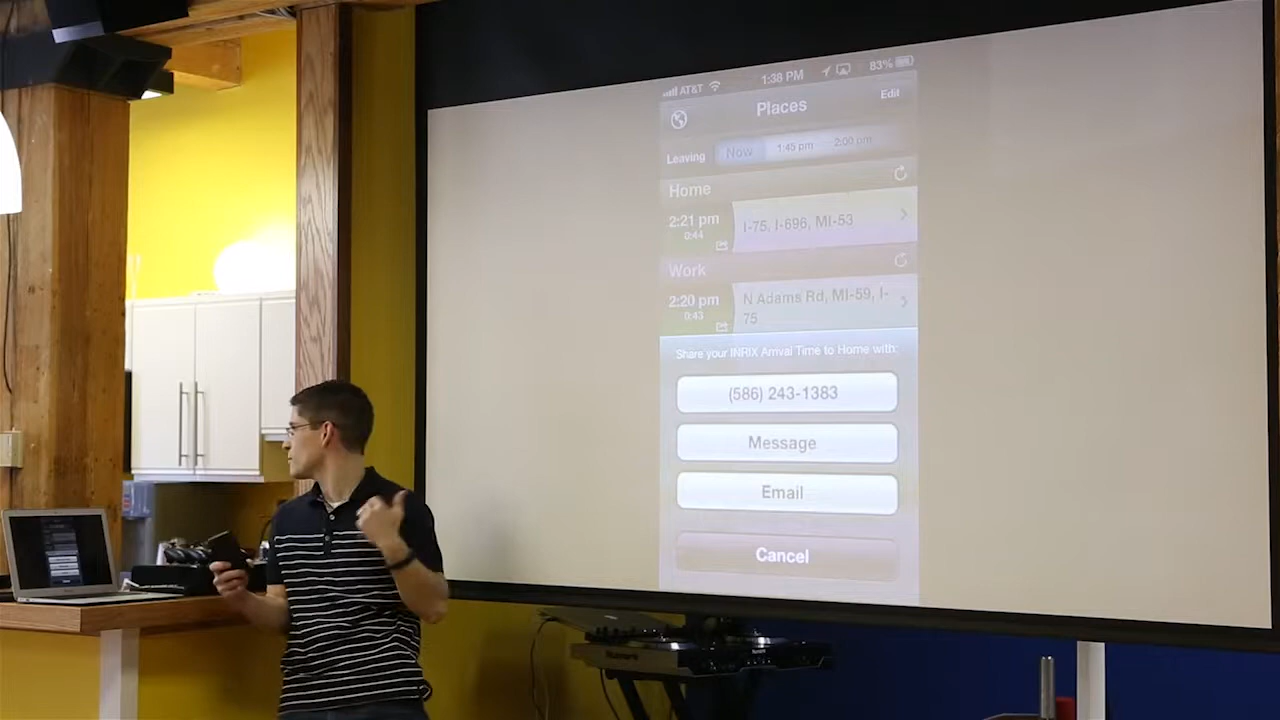 AT&T 1:38 PM 83%
Places Edit
Leaving Now 1:45 pm 2:00 pm
Home
2:21 pm I-75, I-696, MI-53
0:44
Work
2:20 pm N Adams Rd, MI-59, I-
0:43 75
Share your INRIX Arrival Time to Home with:
(586) 243-1383
Message
Email
Cancel
Numark